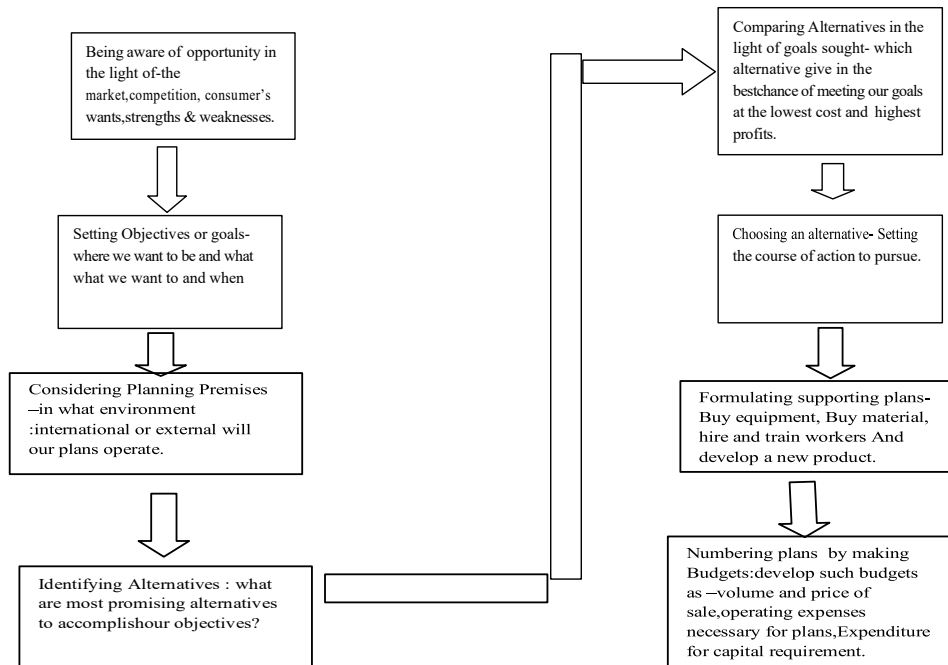 Being aware of opportunity in
the light of-the
market,competition, consumer's
wants,strengths & weaknesses.
Setting Objectives or goals-
where we want to be and what
what we want to and when
Considering Planning Premises
–in what environment
:international or external will
our plans operate.
Identifying Alternatives : what
are most promising alternatives
to accomplishour objectives?
Comparing Alternatives in the
light of goals sought- which
alternative give in the
bestchance of meeting our goals
at the lowest cost and highest
profits.
Choosing an alternative- Setting
the course of action to pursue.
Formulating supporting plans-
Buy equipment, Buy material,
hire and train workers And
develop a new product.
Numbering plans by making
Budgets:develop such budgets
as –volume and price of
sale,operating expenses
necessary for plans,Expenditure
for capital requirement.